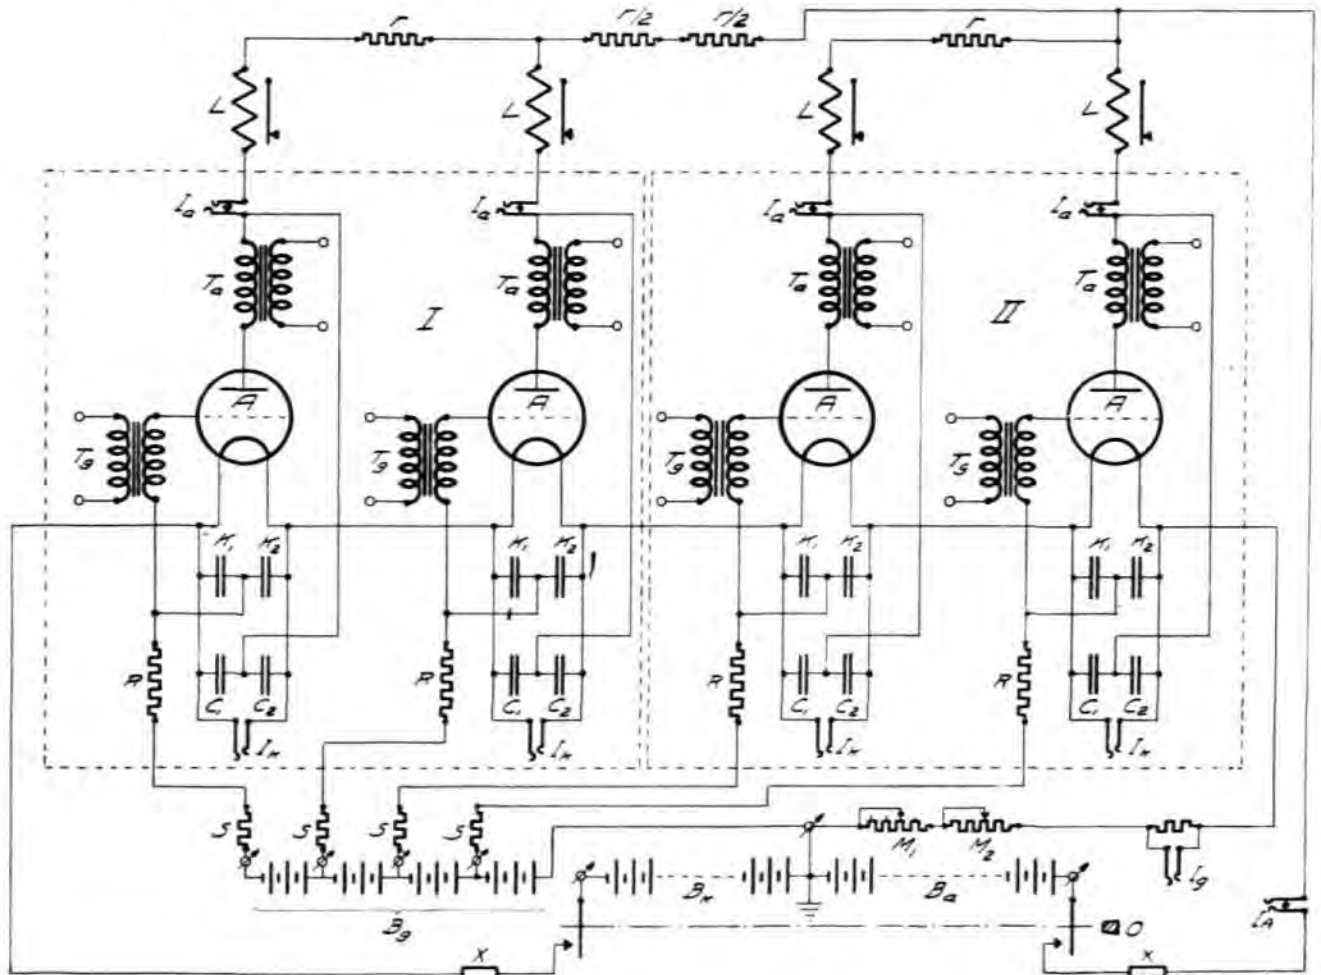 r r/2 r/2 r
L L L L
Ia Ia Ia Ia
Ta Ta Ta Ta
I II
A A A A
Tg Tg Tg Tg
K1 K2 K1 K2 K1 K2 K1 K2
R R R R
C1 C2 C1 C2 C1 C2 C1 C2
Ik Ik Ik Ik
S S S S
M1 M2
Bk Ba Ig
Bg O IA
x x